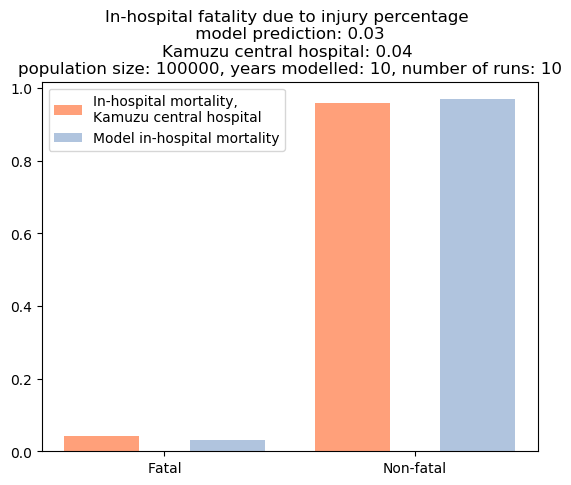 In-hospital fatality due to injury percentage
model prediction: 0.03
Kamuzu central hospital: 0.04
population size: 100000, years modelled: 10, number of runs: 10
In-hospital mortality,
Kamuzu central hospital
Model in-hospital mortality
1.0
0.8
0.6
0.4
0.2
0.0
Fatal
Non-fatal